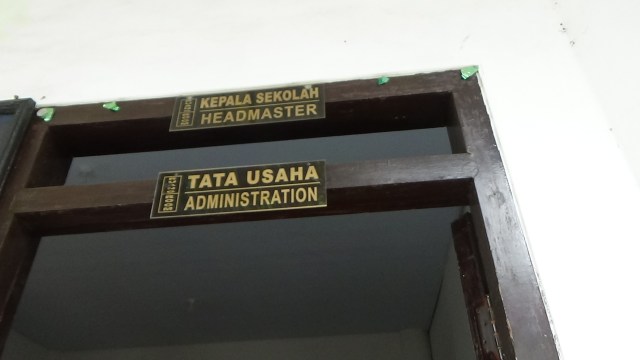 KEPALA SEKOLAH
HEADMASTER
TATA USAHA
ADMINISTRATION